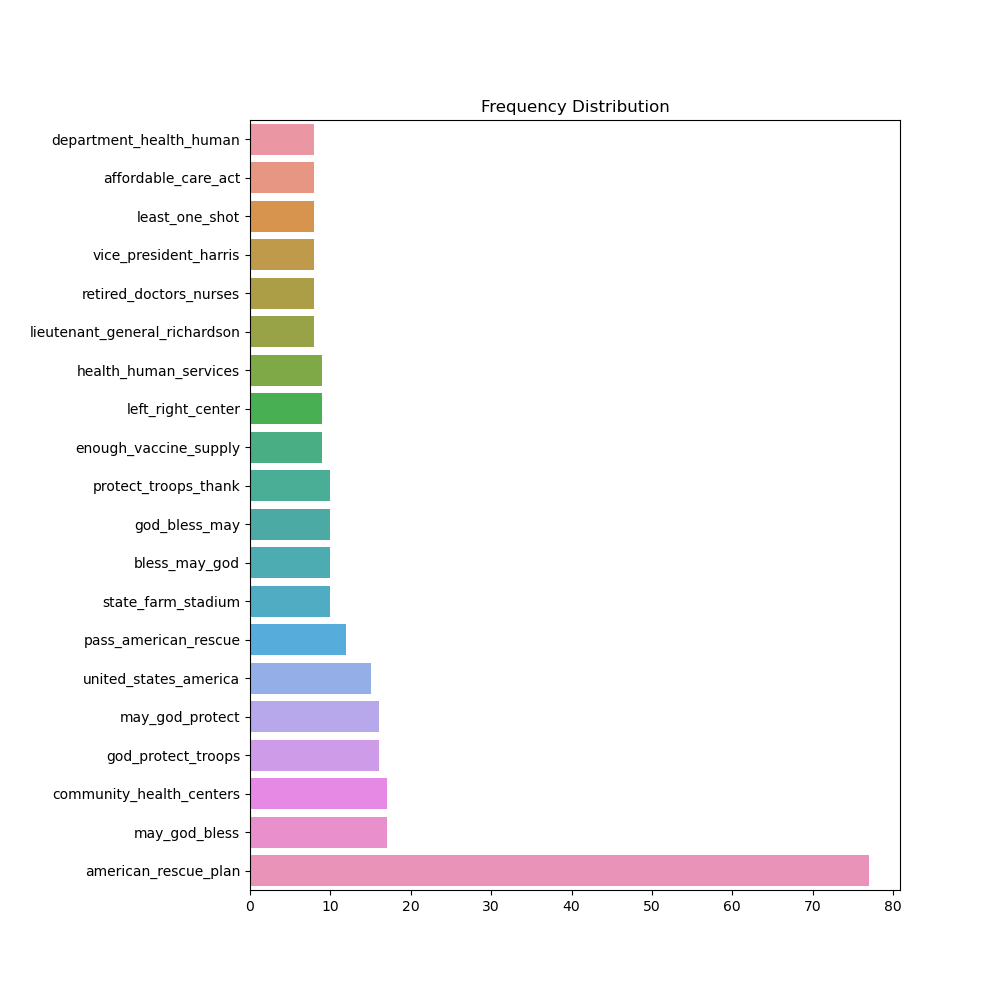 Frequency Distribution
department_health_human
affordable_care_act
least_one_shot
vice_president_harris
retired_doctors_nurses
lieutenant_general_richardson
health_human_services
left_right_center
enough_vaccine_supply
protect_troops_thank
god_bless_may
bless_may_god
state_farm_stadium
pass_american_rescue
united_states_america
may_god_protect
god_protect_troops
community_health_centers
may_god_bless
american_rescue_plan
0 10 20 30 40 50 60 70 80